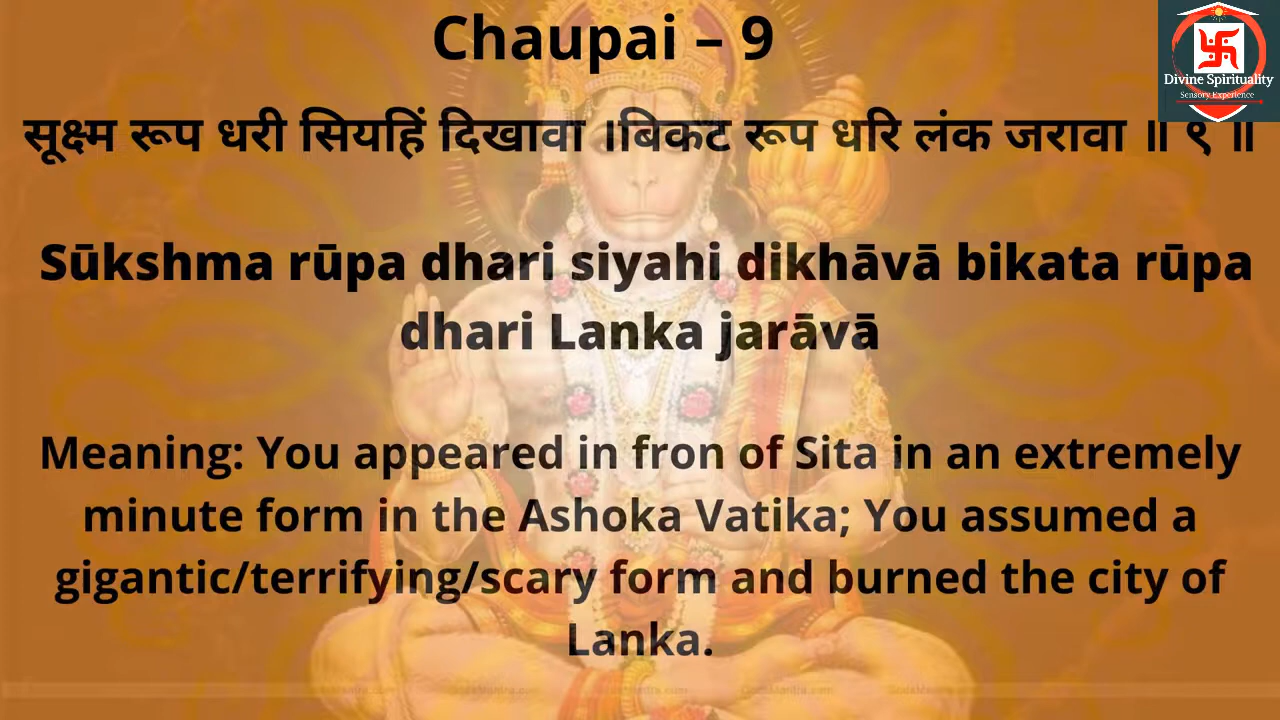 Chaupai – 9
Divine Spirituality
Sensory Experience
सूक्ष्म रूप धरी सियहिं दिखावा ।बिकट रूप धरि लंक जरावा ॥ ९ ॥
Sūkshma rūpa dhari siyahi dikhāvā bikata rūpa
dhari Lanka jarāvā
Meaning: You appeared in fron of Sita in an extremely
minute form in the Ashoka Vatika; You assumed a
gigantic/terrifying/scary form and burned the city of
Lanka.